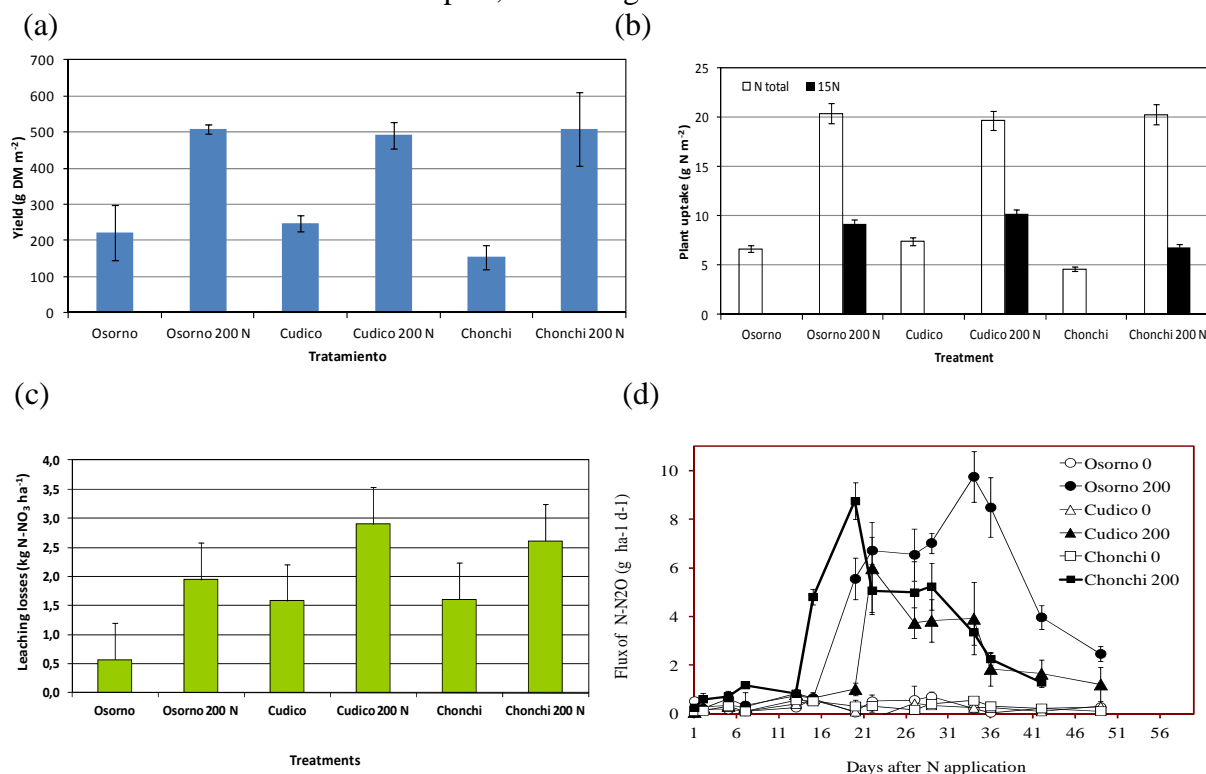 (a)
700
600
500
400
300
200
100
0
Yield (g DM m⁻²)
Osorno
Osorno 200 N
Cudico
Cudico 200 N
Chonchi
Chonchi 200 N
Tratamiento
(b)
25
20
15
10
5
0
Plant uptake (g N m⁻²)
N total
15N
Osorno
Osorno 200 N
Cudico
Cudico 200 N
Chonchi
Chonchi 200 N
Treatment
(c)
4,0
3,5
3,0
2,5
2,0
1,5
1,0
0,5
0,0
Leaching losses (kg N-NO₃ ha⁻¹)
Osorno
Osorno 200 N
Cudico
Cudico 200 N
Chonchi
Chonchi 200 N
Treatments
(d)
10
8
6
4
2
0
Flux of N-N2O (g ha-1 d-1)
Osorno 0
Osorno 200
Cudico 0
Cudico 200
Chonchi 0
Chonchi 200
1 6 11 16 21 26 31 36 41 46 51 56
Days after N application